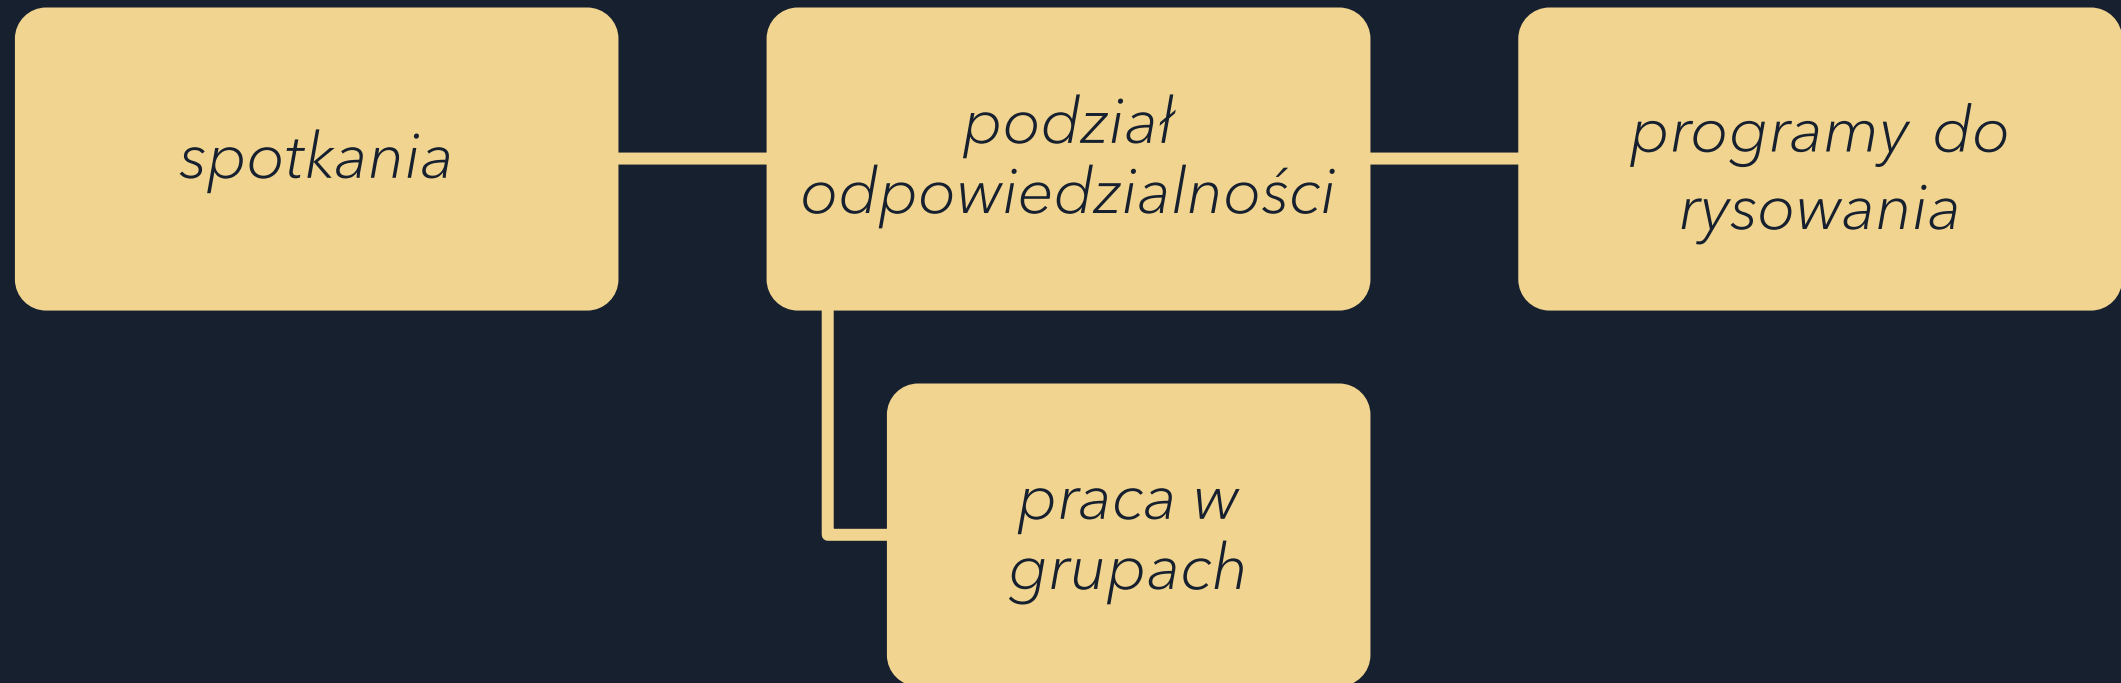 spotkania
podział
odpowiedzialności
programy do
rysowania
praca w
grupach